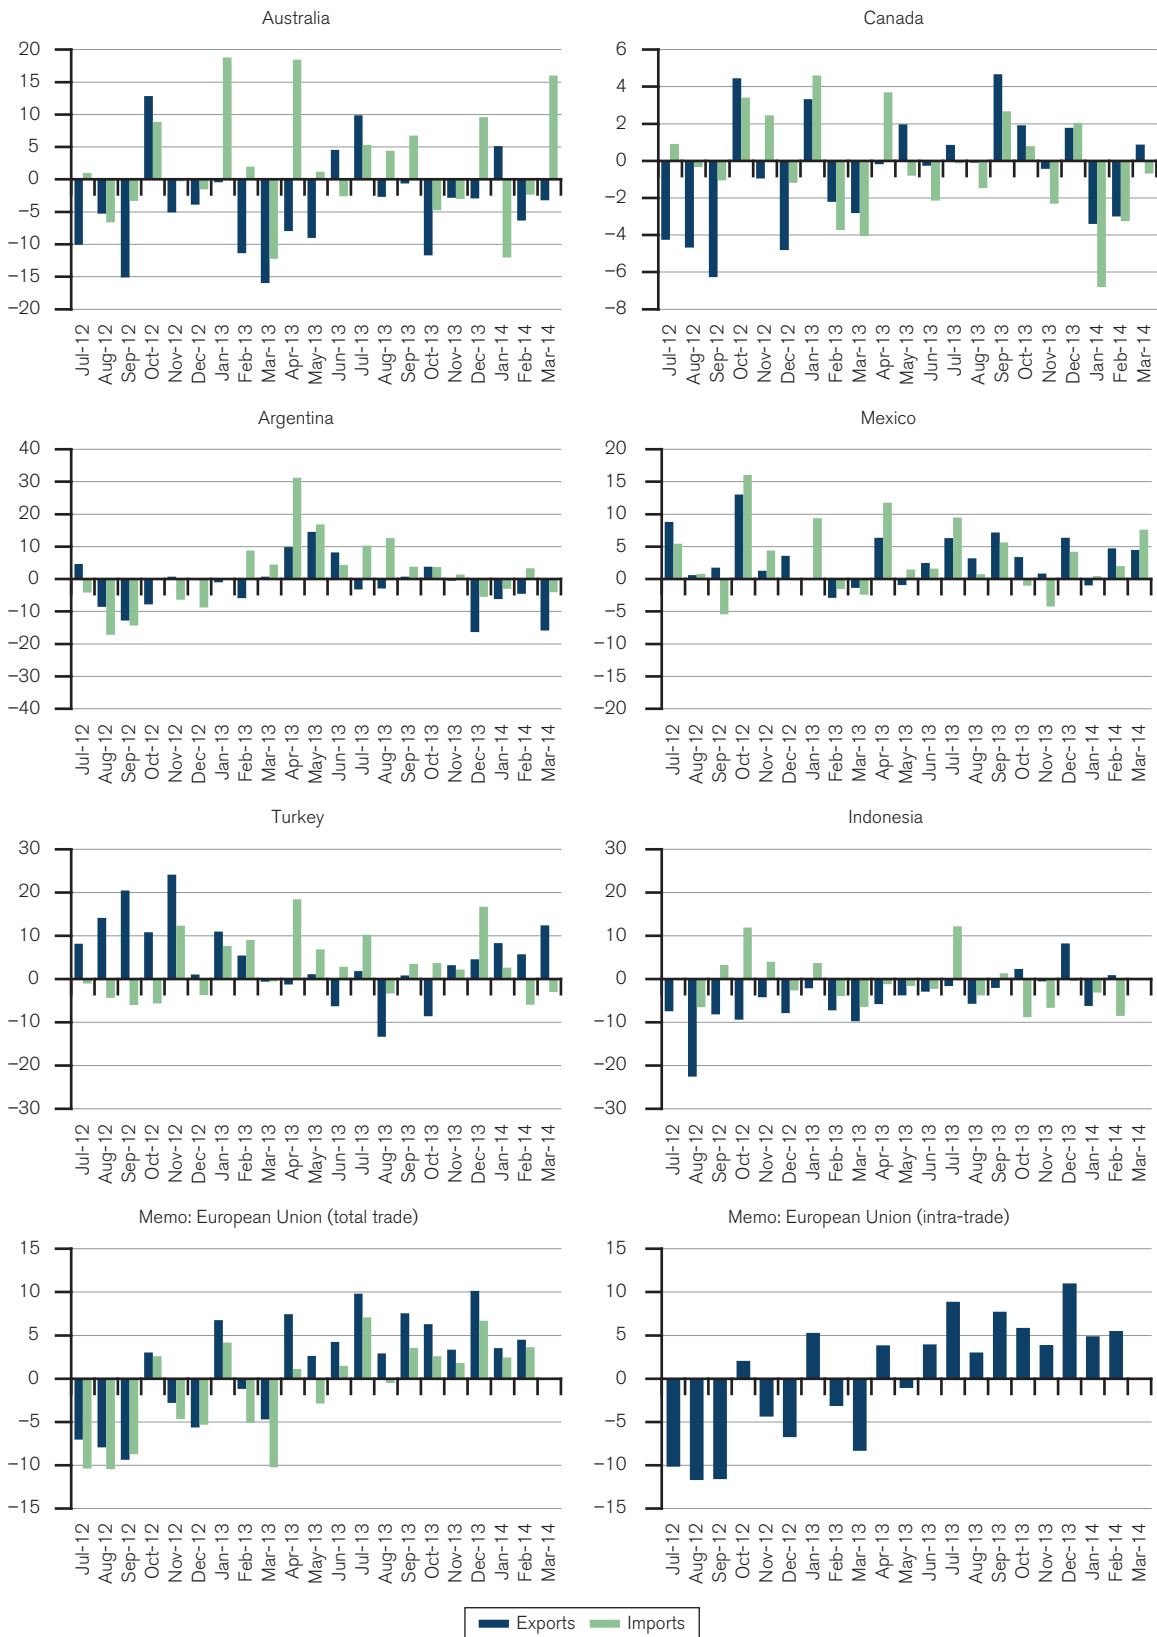 Australia
20
15
10
5
0
−5
−10
−15
−20
Jul-12
Aug-12
Sep-12
Oct-12
Nov-12
Dec-12
Jan-13
Feb-13
Mar-13
Apr-13
May-13
Jun-13
Jul-13
Aug-13
Sep-13
Oct-13
Nov-13
Dec-13
Jan-14
Feb-14
Mar-14
Canada
6
4
2
0
−2
−4
−6
−8
Jul-12
Aug-12
Sep-12
Oct-12
Nov-12
Dec-12
Jan-13
Feb-13
Mar-13
Apr-13
May-13
Jun-13
Jul-13
Aug-13
Sep-13
Oct-13
Nov-13
Dec-13
Jan-14
Feb-14
Mar-14
Argentina
40
30
20
10
0
−10
−20
−30
−40
Jul-12
Aug-12
Sep-12
Oct-12
Nov-12
Dec-12
Jan-13
Feb-13
Mar-13
Apr-13
May-13
Jun-13
Jul-13
Aug-13
Sep-13
Oct-13
Nov-13
Dec-13
Jan-14
Feb-14
Mar-14
Mexico
20
15
10
5
0
−5
−10
−15
−20
Jul-12
Aug-12
Sep-12
Oct-12
Nov-12
Dec-12
Jan-13
Feb-13
Mar-13
Apr-13
May-13
Jun-13
Jul-13
Aug-13
Sep-13
Oct-13
Nov-13
Dec-13
Jan-14
Feb-14
Mar-14
Turkey
30
20
10
0
−10
−20
−30
Jul-12
Aug-12
Sep-12
Oct-12
Nov-12
Dec-12
Jan-13
Feb-13
Mar-13
Apr-13
May-13
Jun-13
Jul-13
Aug-13
Sep-13
Oct-13
Nov-13
Dec-13
Jan-14
Feb-14
Mar-14
Indonesia
30
20
10
0
−10
−20
−30
Jul-12
Aug-12
Sep-12
Oct-12
Nov-12
Dec-12
Jan-13
Feb-13
Mar-13
Apr-13
May-13
Jun-13
Jul-13
Aug-13
Sep-13
Oct-13
Nov-13
Dec-13
Jan-14
Feb-14
Mar-14
Memo: European Union (total trade)
15
10
5
0
−5
−10
−15
Jul-12
Aug-12
Sep-12
Oct-12
Nov-12
Dec-12
Jan-13
Feb-13
Mar-13
Apr-13
May-13
Jun-13
Jul-13
Aug-13
Sep-13
Oct-13
Nov-13
Dec-13
Jan-14
Feb-14
Mar-14
Memo: European Union (intra-trade)
15
10
5
0
−5
−10
−15
Jul-12
Aug-12
Sep-12
Oct-12
Nov-12
Dec-12
Jan-13
Feb-13
Mar-13
Apr-13
May-13
Jun-13
Jul-13
Aug-13
Sep-13
Oct-13
Nov-13
Dec-13
Jan-14
Feb-14
Mar-14
Exports Imports